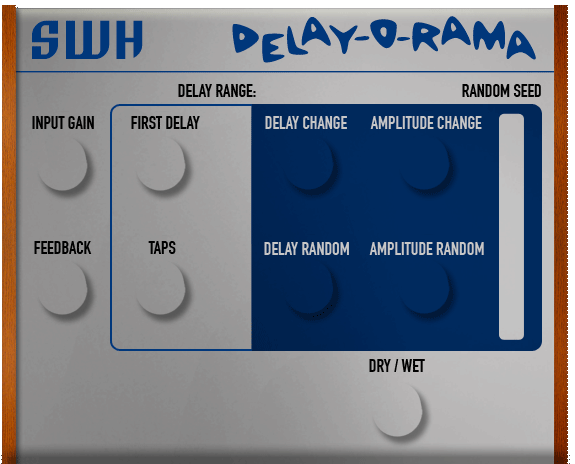 SWH DELAY-O-RAMA
DELAY RANGE: RANDOM SEED
INPUT GAIN FIRST DELAY DELAY CHANGE AMPLITUDE CHANGE
FEEDBACK TAPS DELAY RANDOM AMPLITUDE RANDOM
DRY / WET